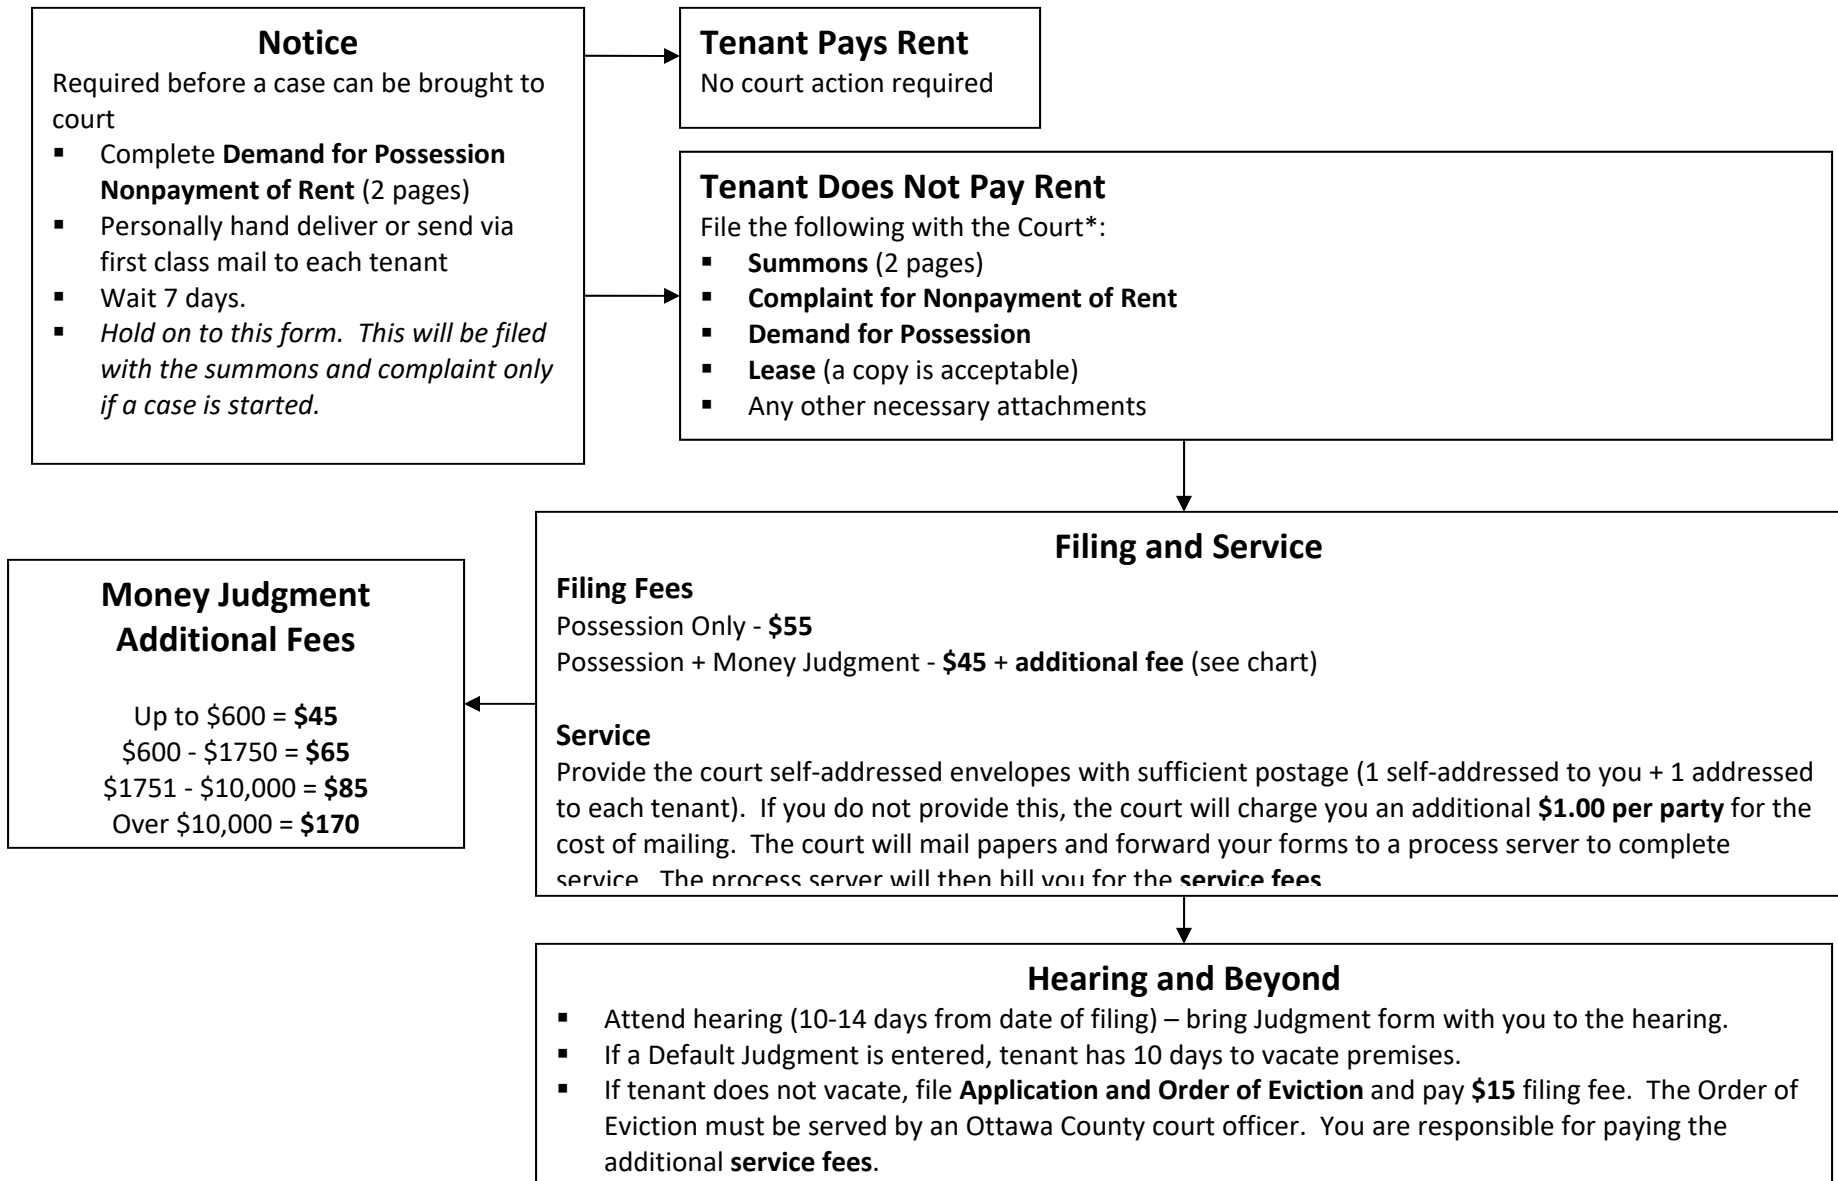 Notice
Required before a case can be brought to
court
▪ Complete Demand for Possession
Nonpayment of Rent (2 pages)
▪ Personally hand deliver or send via
first class mail to each tenant
▪ Wait 7 days.
▪ Hold on to this form.  This will be filed
with the summons and complaint only
if a case is started.
Tenant Pays Rent
No court action required
Tenant Does Not Pay Rent
File the following with the Court*:
▪ Summons (2 pages)
▪ Complaint for Nonpayment of Rent
▪ Demand for Possession
▪ Lease (a copy is acceptable)
▪ Any other necessary attachments
Filing and Service
Filing Fees
Possession Only - $55
Possession + Money Judgment - $45 + additional fee (see chart)
Service
Provide the court self-addressed envelopes with sufficient postage (1 self-addressed to you + 1 addressed
to each tenant).  If you do not provide this, the court will charge you an additional $1.00 per party for the
cost of mailing.  The court will mail papers and forward your forms to a process server to complete
service.  The process server will then bill you for the service fees
Money Judgment
Additional Fees
Up to $600 = $45
$600 - $1750 = $65
$1751 - $10,000 = $85
Over $10,000 = $170
Hearing and Beyond
▪ Attend hearing (10-14 days from date of filing) – bring Judgment form with you to the hearing.
▪ If a Default Judgment is entered, tenant has 10 days to vacate premises.
▪ If tenant does not vacate, file Application and Order of Eviction and pay $15 filing fee.  The Order of
Eviction must be served by an Ottawa County court officer.  You are responsible for paying the
additional service fees.